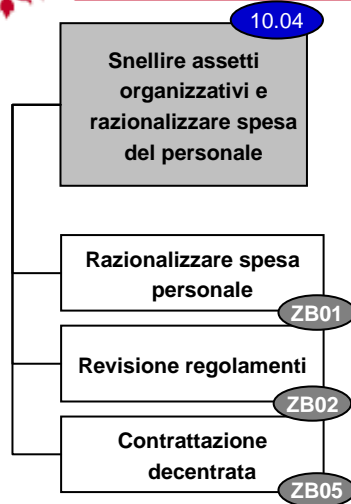 10.04
Snellire assetti
organizzativi e
razionalizzare spesa
del personale
Razionalizzare spesa
personale
ZB01
Revisione regolamenti
ZB02
Contrattazione
decentrata
ZB05